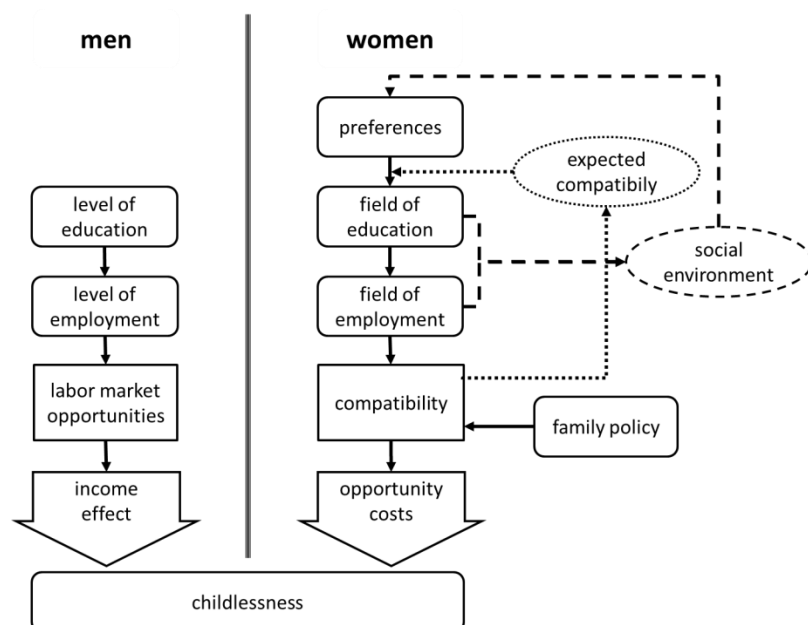 men
women
preferences
expected
compatibily
level of
education
field of
education
social
environment
level of
employment
field of
employment
labor market
opportunities
compatibility
family policy
income
effect
opportunity
costs
childlessness